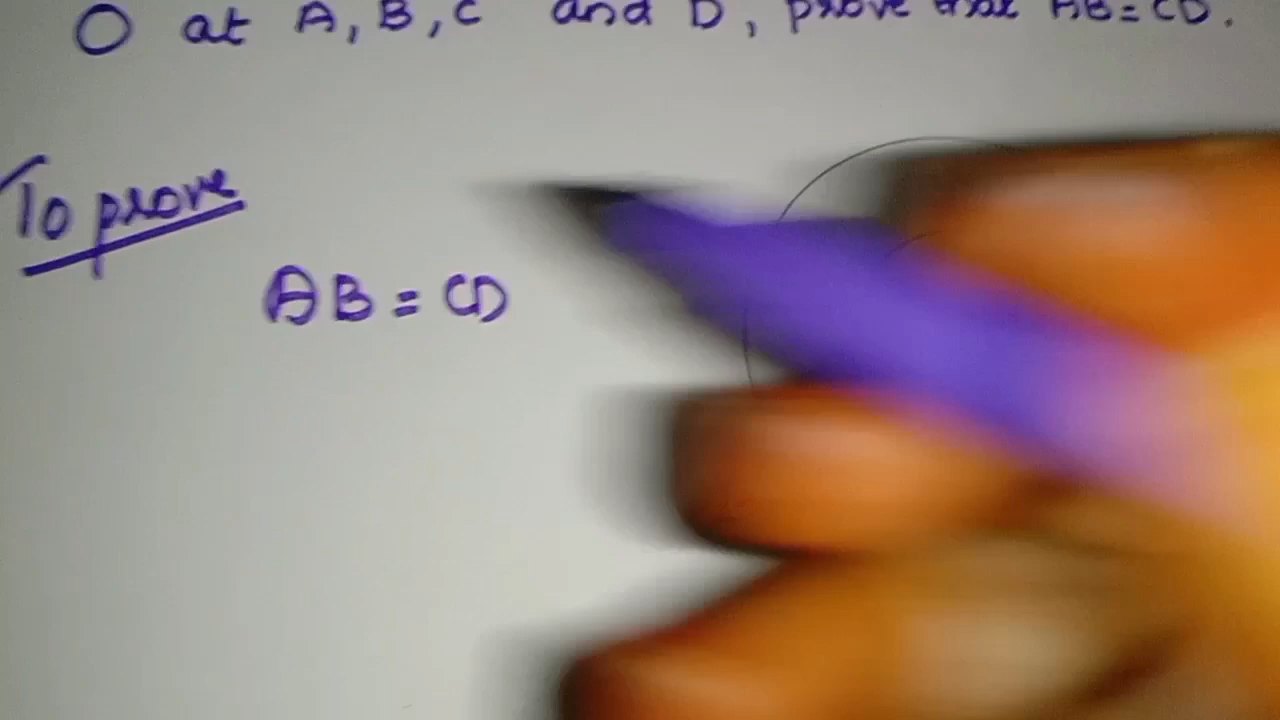 O at A, B, C and D, prove that AB = CD.
To prove
AB = CD